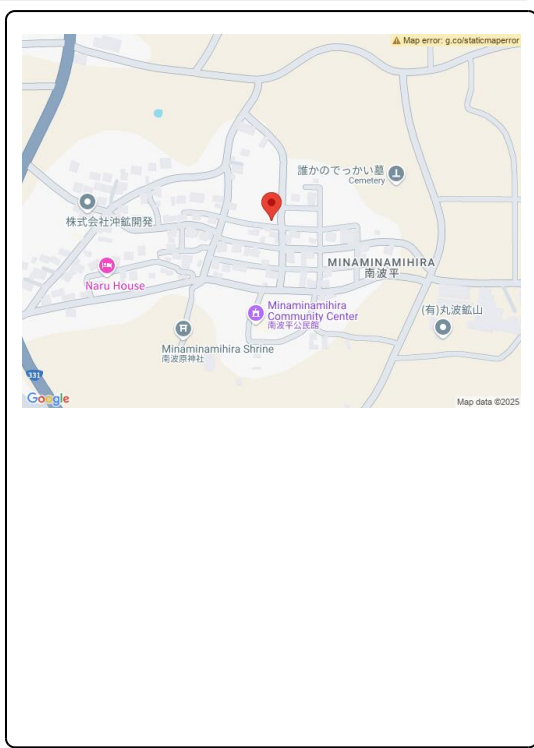 Map error: g.co/staticmaperror
誰かのでっかい墓
Cemetery
株式会社沖鉱開発
MINAMINAMIHIRA
南波平
Naru House
Minaminamihira
Community Center
南波平公民館
(有)丸波鉱山
Minaminamihira Shrine
南波原神社
331
Google
Map data ©2025